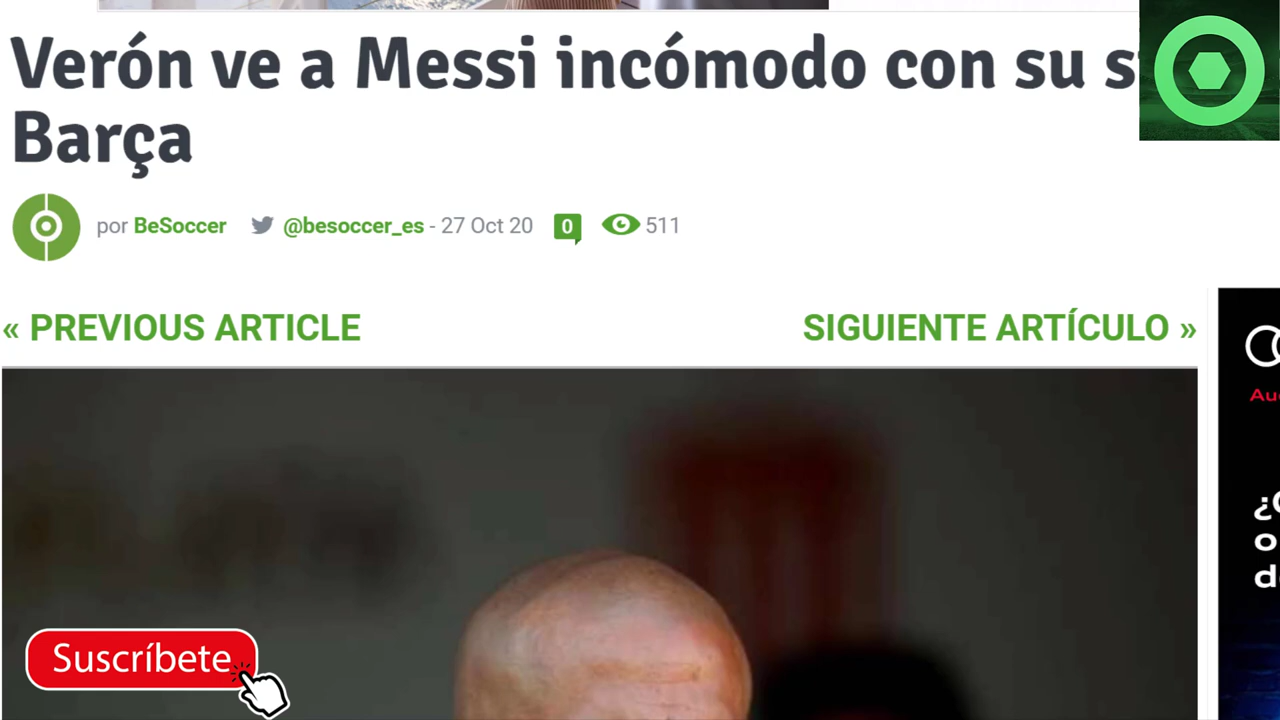 Verón ve a Messi incómodo con su
Barça
por BeSoccer @besoccer_es - 27 Oct 20 0 511
« PREVIOUS ARTICLE SIGUIENTE ARTÍCULO »
Suscríbete